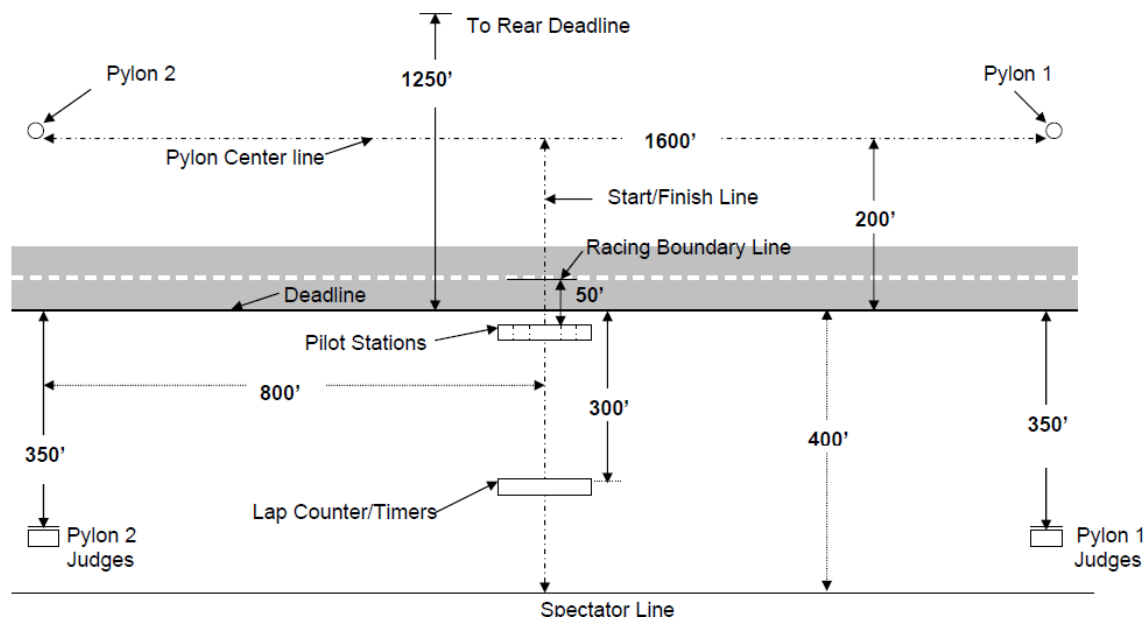 To Rear Deadline
Pylon 2
1250’
Pylon 1
1600’
Pylon Center line
Start/Finish Line
200’
Racing Boundary Line
Deadline
50’
Pilot Stations
800’
300’
400’
350’
350’
Lap Counter/Timers
Pylon 2
Judges
Pylon 1
Judges
Spectator Line